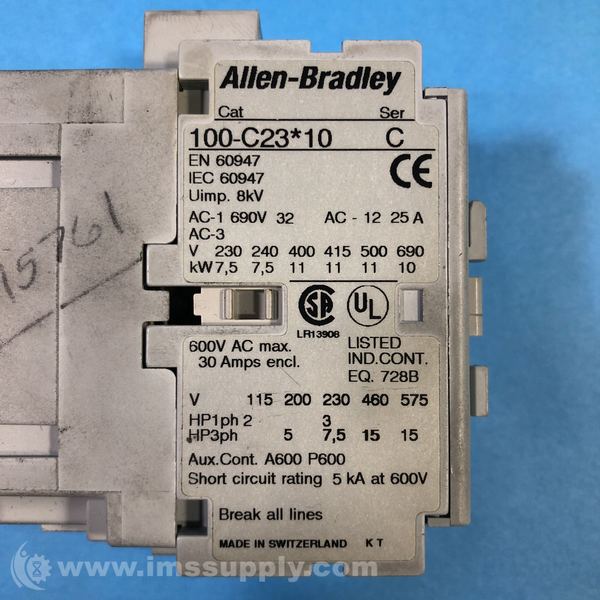 Allen-Bradley
Cat Ser
100-C23*10 C
EN 60947
IEC 60947
Uimp. 8kV
CE
AC-1 690V 32 AC - 12 25 A
AC-3
V 230 240 400 415 500 690
kW 7,5 7,5 11 11 11 10
SA
LR13908
UL
600V AC max.
30 Amps encl.
LISTED
IND.CONT.
EQ. 728B
V 115 200 230 460 575
HP1ph 2 3
HP3ph 5 7,5 15 15
Aux.Cont. A600 P600
Short circuit rating 5 kA at 600V
Break all lines
MADE IN SWITZERLAND K T
15761
© www.imssupply.com/